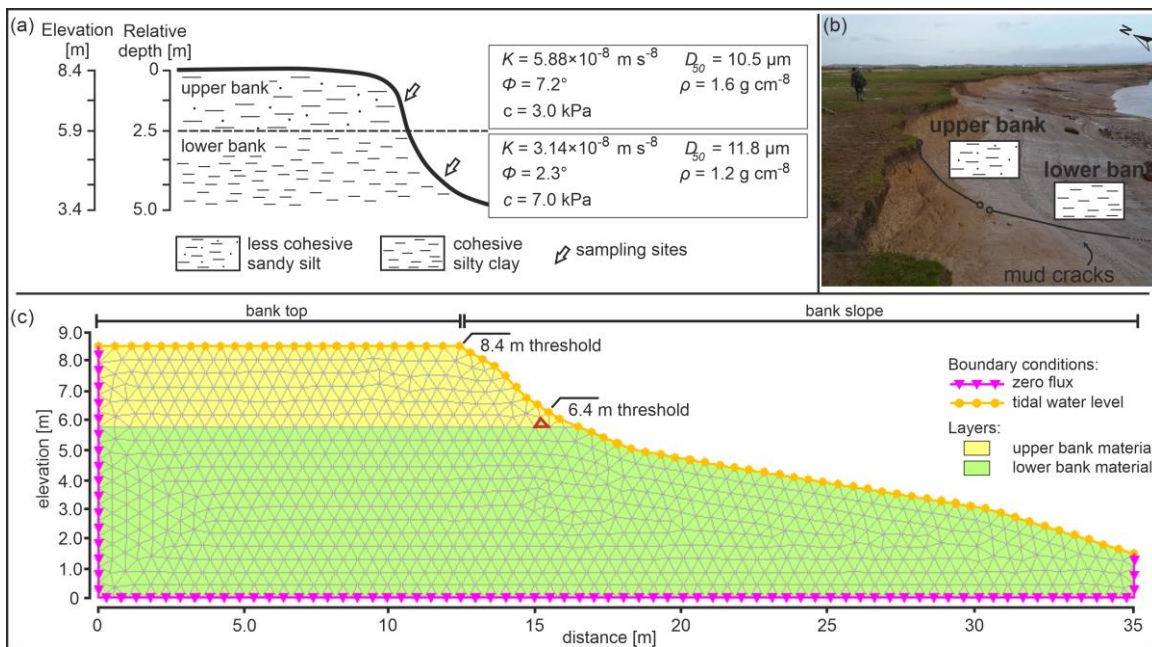 (a) Elevation [m]
Relative depth [m]
8.4
5.9
3.4
0
2.5
5.0
upper bank
lower bank
K = 5.88×10⁻⁸ m s⁻⁸ D₅₀ = 10.5 µm
Φ = 7.2° ρ = 1.6 g cm⁻⁸
c = 3.0 kPa
K = 3.14×10⁻⁸ m s⁻⁸ D₅₀ = 11.8 µm
Φ = 2.3° ρ = 1.2 g cm⁻⁸
c = 7.0 kPa
less cohesive
sandy silt
cohesive
silty clay
sampling sites
(b)
N
upper bank
lower bank
mud cracks
(c)
bank top
bank slope
9.0
8.0
7.0
6.0
5.0
4.0
3.0
2.0
1.0
0
elevation [m]
8.4 m threshold
6.4 m threshold
Boundary conditions:
zero flux
tidal water level
Layers:
upper bank materia
lower bank materia
0 5.0 10 15 20 25 30 35
distance [m]